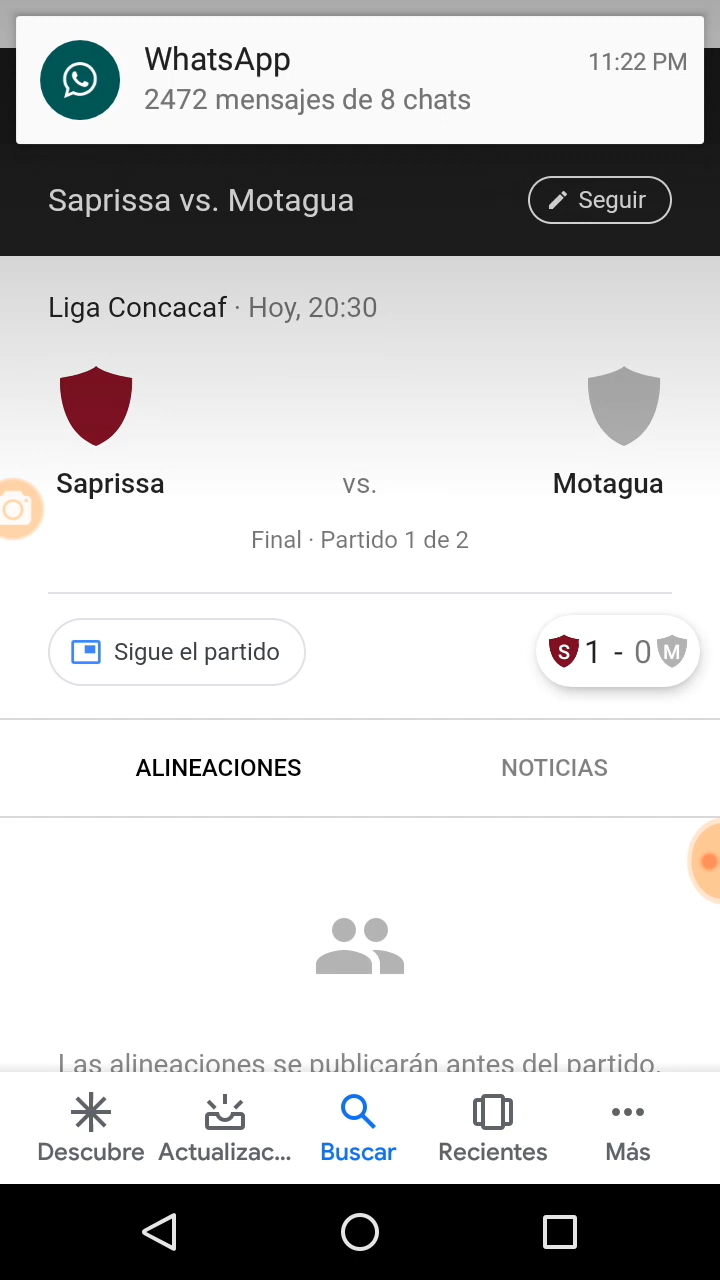 WhatsApp
11:22 PM
2472 mensajes de 8 chats
Saprissa vs. Motagua
Seguir
Liga Concacaf · Hoy, 20:30
Saprissa vs. Motagua
Final · Partido 1 de 2
Sigue el partido
S 1 - 0 M
ALINEACIONES NOTICIAS
Las alineaciones se publicarán antes del partido.
Descubre Actualizac... Buscar Recientes Más